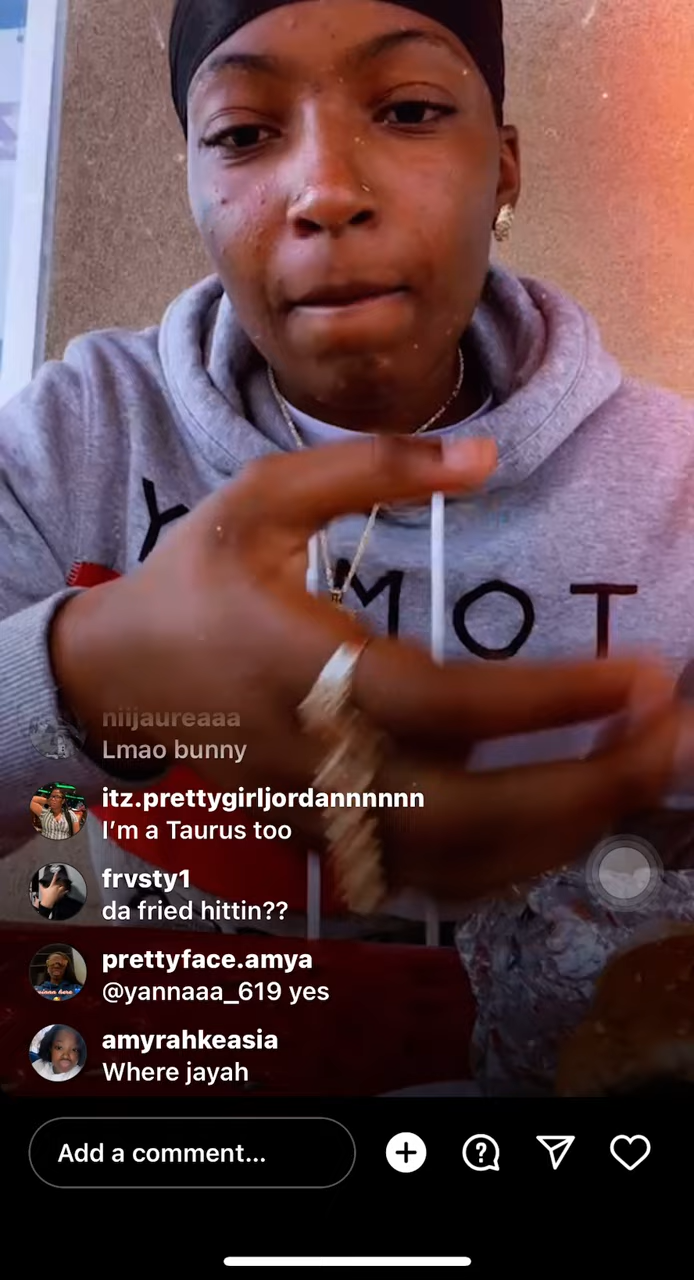 Y
MOT
niijaureaaa
Lmao bunny
itz.prettygirljordannnnnn
I’m a Taurus too
frvsty1
da fried hittin??
prettyface.amya
@yannaaa_619 yes
amyrahkeasia
Where jayah
Add a comment...